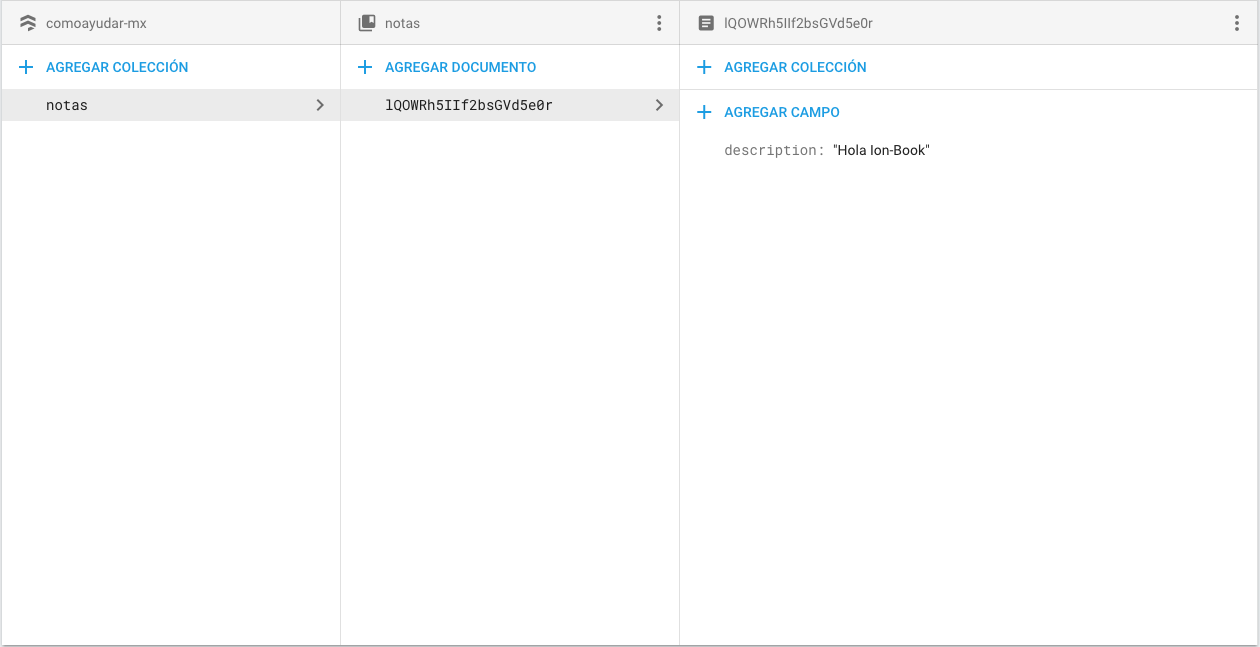 comoayudar-mx
notas
lQOWRh5IIf2bsGVd5e0r
AGREGAR COLECCIÓN
AGREGAR DOCUMENTO
AGREGAR COLECCIÓN
notas
lQOWRh5IIf2bsGVd5e0r
AGREGAR CAMPO
description: "Hola Ion-Book"